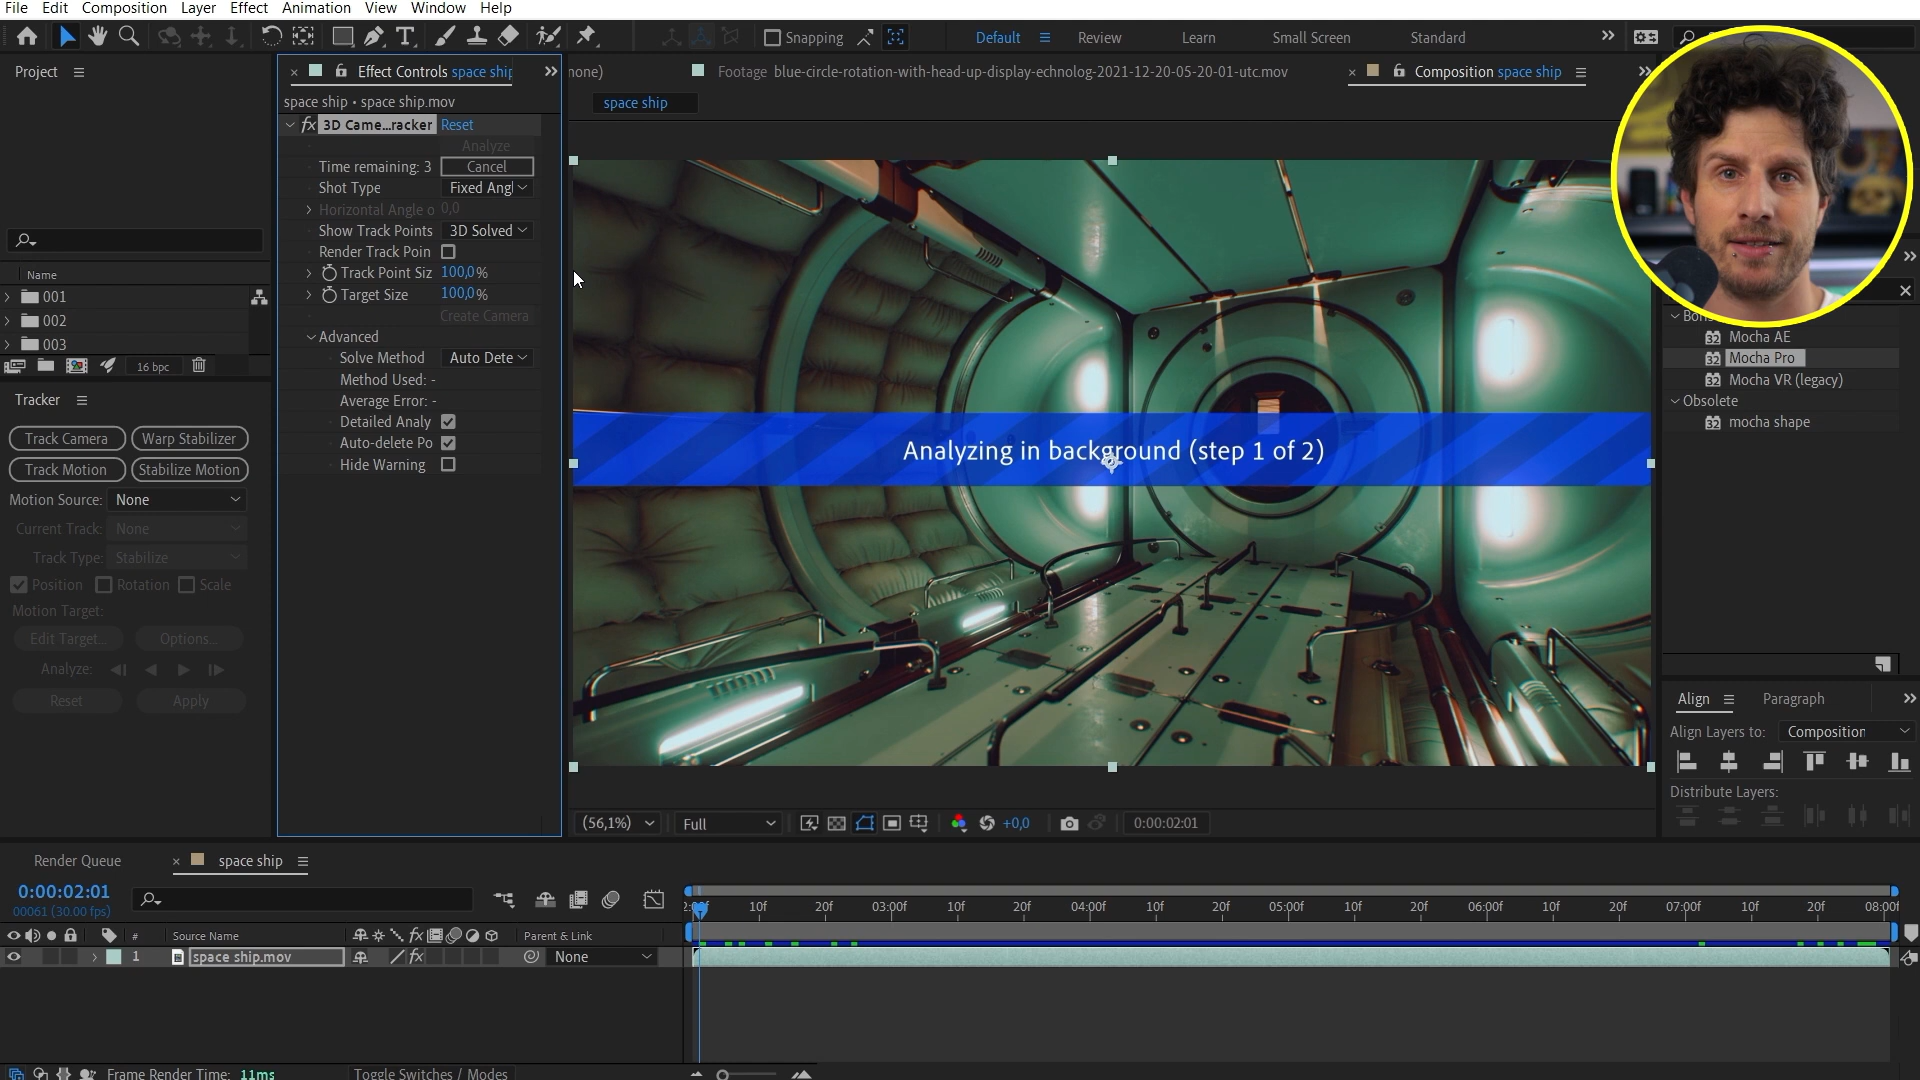 File Edit Composition Layer Effect Animation View Window Help
Snapping
Default Review Learn Small Screen Standard
Project
Effect Controls space ship
none)
Footage blue-circle-rotation-with-head-up-display-echnolog-2021-12-20-05-20-01-utc.mov
Composition space ship
space ship • space ship.mov
space ship
fx 3D Came...racker Reset
Analyze
Time remaining: 3 Cancel
Shot Type Fixed Angl
Horizontal Angle o 0,0
Show Track Points 3D Solved
Render Track Poin
Track Point Siz 100,0%
Target Size 100,0%
Create Camera
Advanced
Solve Method Auto Dete
Method Used: -
Average Error: -
Detailed Analy
Auto-delete Po
Hide Warning
Name
001
002
003
16 bpc
Tracker
Track Camera Warp Stabilizer
Track Motion Stabilize Motion
Motion Source: None
Current Track: None
Track Type: Stabilize
Position Rotation Scale
Motion Target:
Edit Target... Options...
Analyze:
Reset Apply
Analyzing in background (step 1 of 2)
(56,1%) Full +0,0 0:00:02:01
Mocha AE
Mocha Pro
Mocha VR (legacy)
Obsolete
mocha shape
32
32
32
32
Align Paragraph
Align Layers to: Composition
Distribute Layers:
Render Queue space ship
0:00:02:01
00061 (30.00 fps)
2:00f 10f 20f 03:00f 10f 20f 04:00f 10f 20f 05:00f 10f 20f 06:00f 10f 20f 07:00f 10f 20f 08:00f
# Source Name fx Parent & Link
1 space ship.mov fx None
Frame Render Time: 11ms Toggle Switches / Modes